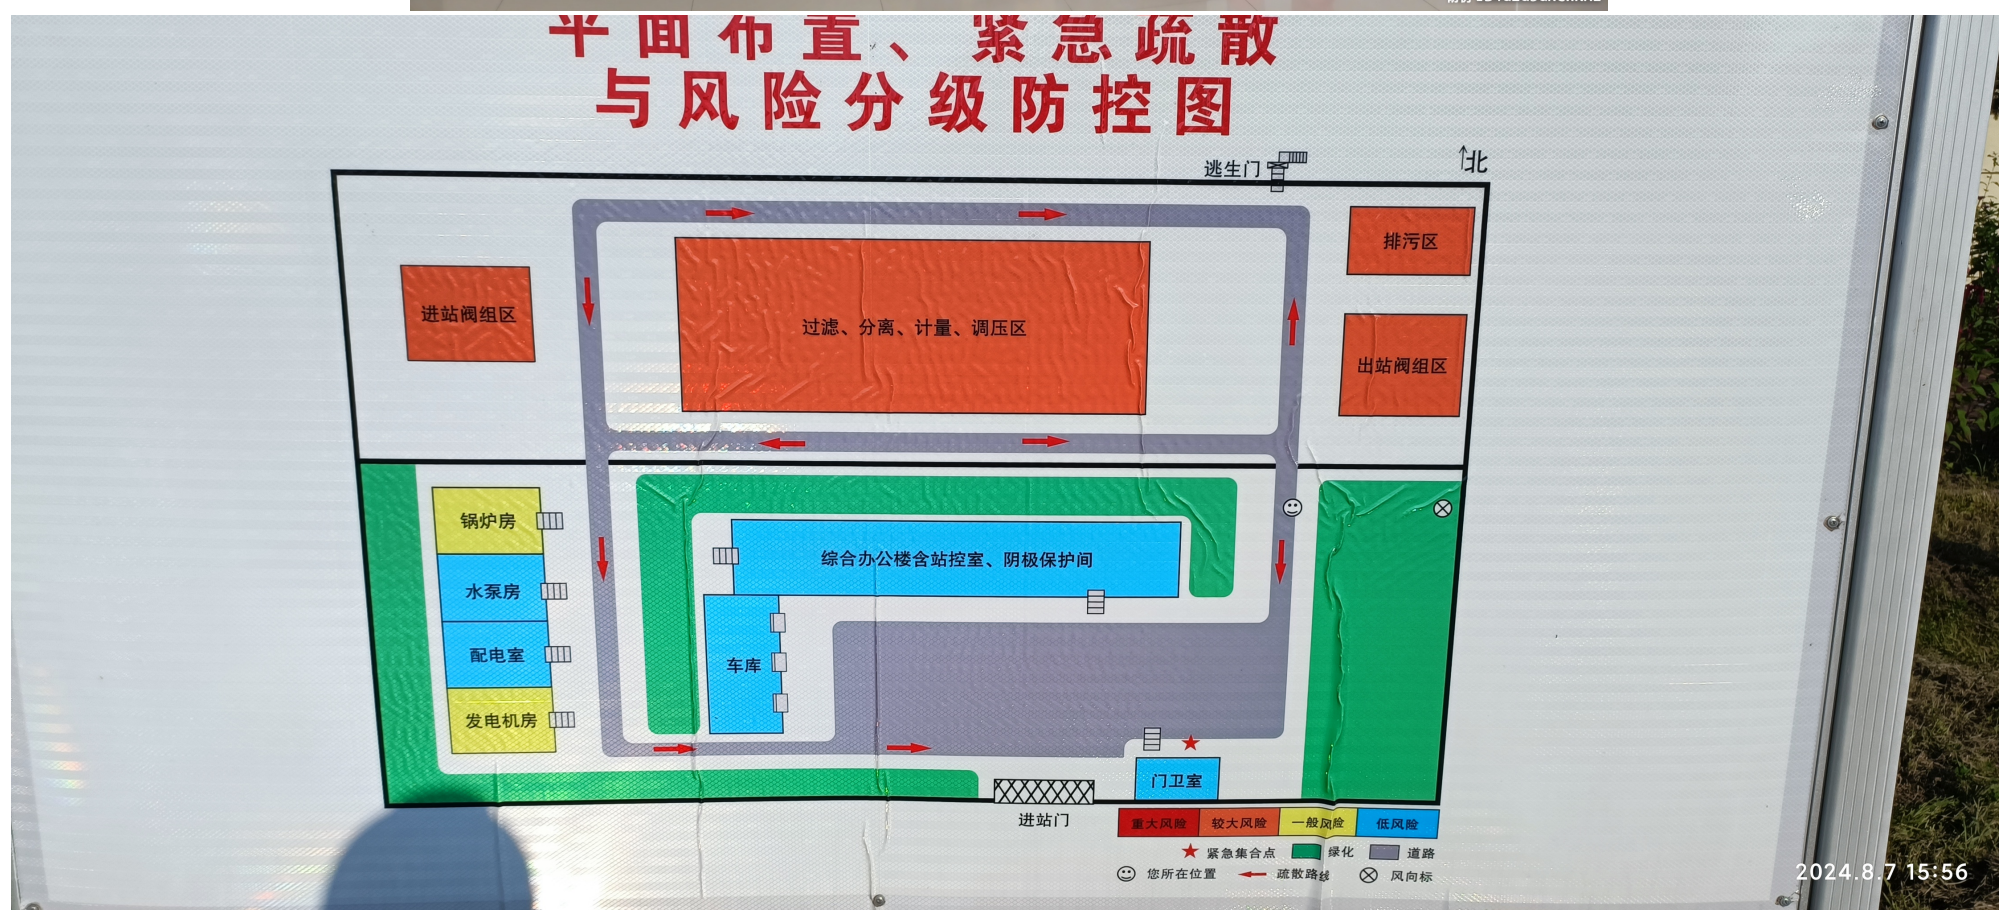 平面布置、紧急疏散
与风险分级防控图
逃生门
北
排污区
进站阀组区
过滤、分离、计量、调压区
出站阀组区
锅炉房
综合办公楼含站控室、阴极保护间
水泵房
配电室
车库
发电机房
门卫室
进站门
重大风险 较大风险 一般风险 低风险
紧急集合点 绿化 道路
您所在位置 疏散路线 风向标
2024.8.7 15:56